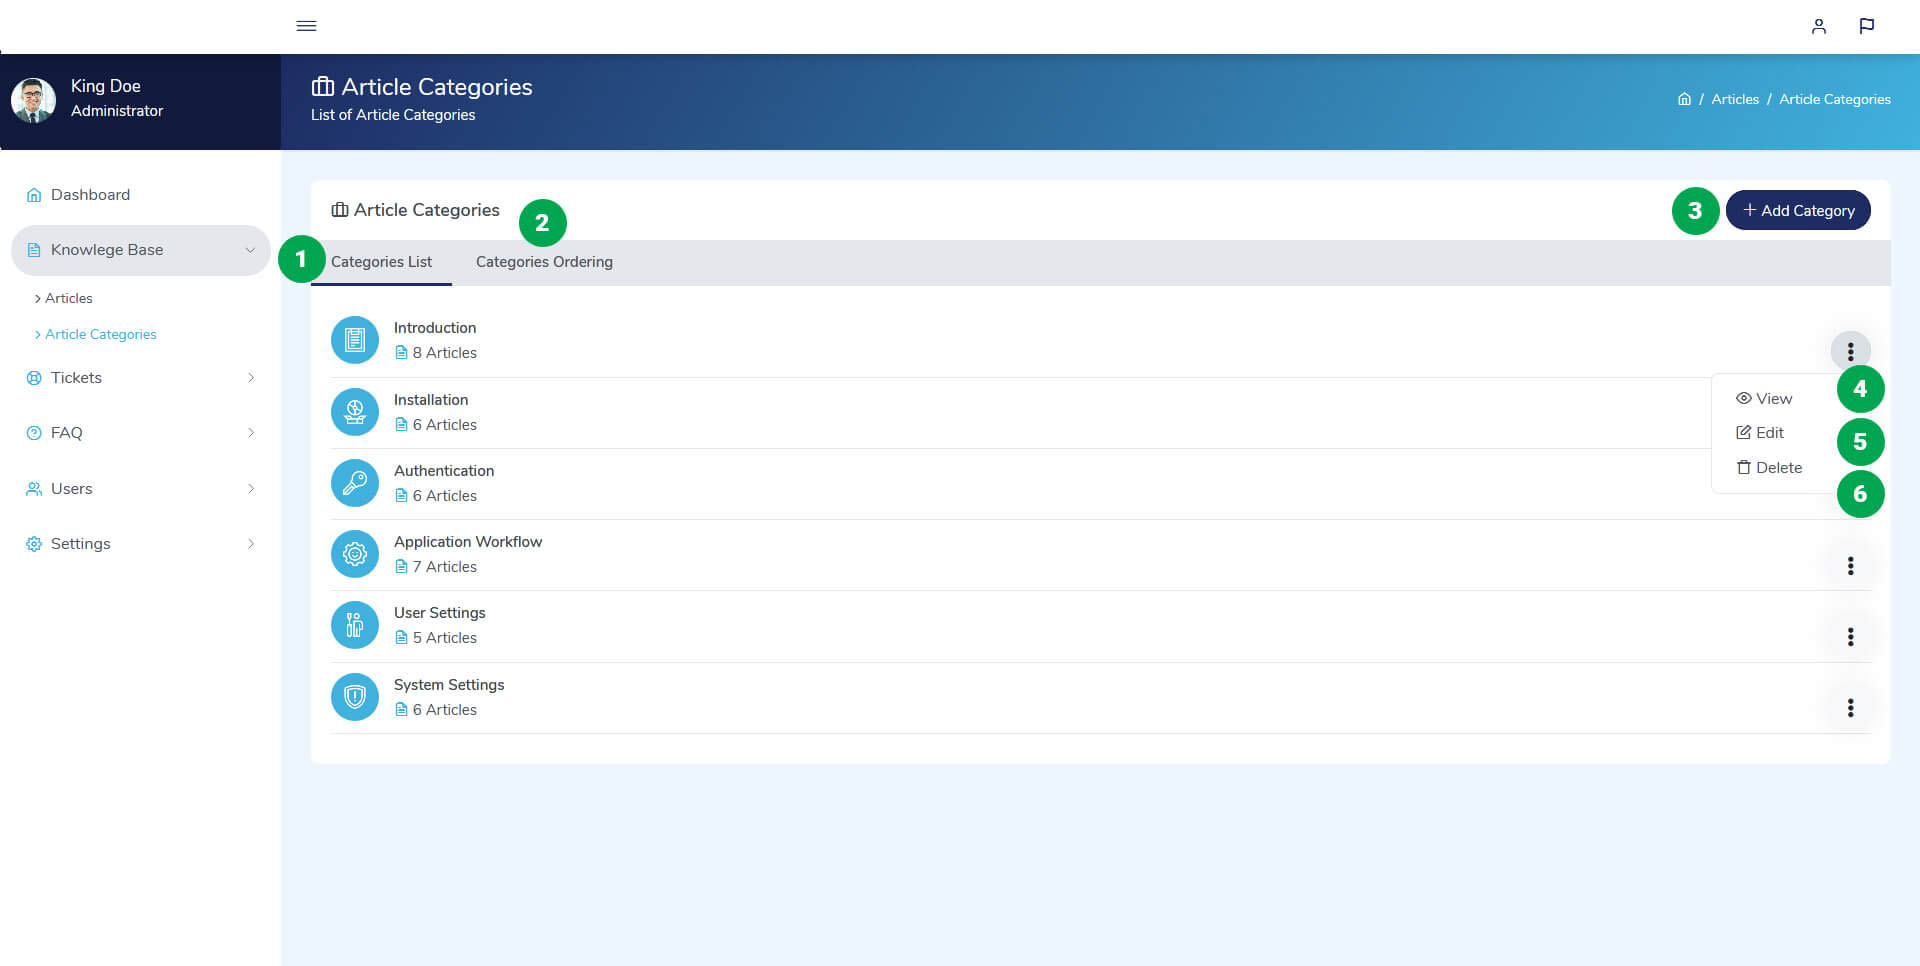 King Doe
Administrator
Article Categories
List of Article Categories
/ Articles / Article Categories
Dashboard
Knowlege Base
Articles
Article Categories
Tickets
FAQ
Users
Settings
Article Categories
2
3
+ Add Category
1
Categories List
Categories Ordering
Introduction
8 Articles
Installation
6 Articles
Authentication
6 Articles
Application Workflow
7 Articles
User Settings
5 Articles
System Settings
6 Articles
View
4
Edit
5
Delete
6